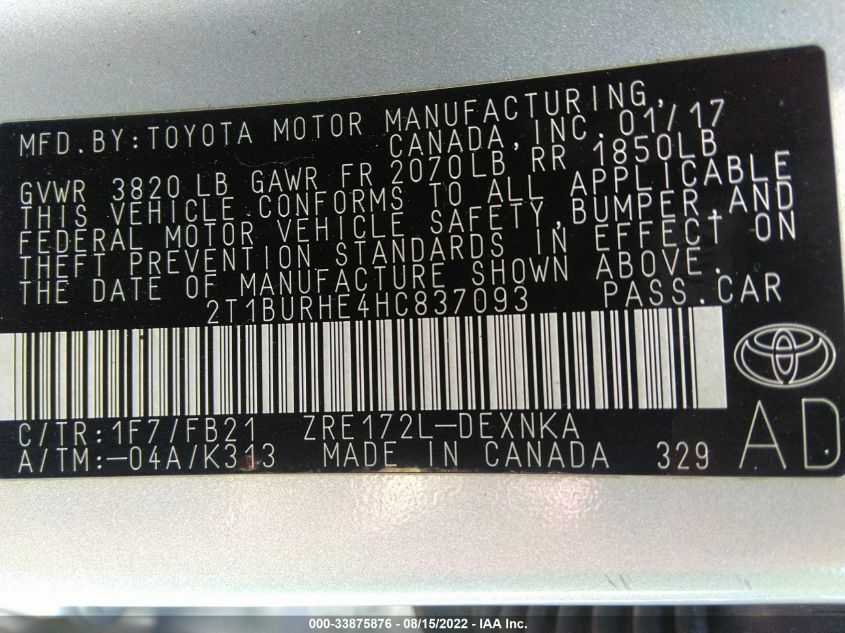 MFD.BY:TOYOTA MOTOR MANUFACTURING,
CANADA,INC. 01/17
GVWR 3820 LB GAWR FR 2070LB RR 1850LB
THIS VEHICLE CONFORMS TO ALL APPLICABLE
FEDERAL MOTOR VEHICLE SAFETY,BUMPER,AND
THEFT PREVENTION STANDARDS IN EFFECT ON
THE DATE OF MANUFACTURE SHOWN ABOVE.
2T1BURHE4HC837093 PASS.CAR
C/TR:1F7/FB21 ZRE172L-DEXNKA
A/TM:-04A/K313 MADE IN CANADA 329 AD
000-33875876 - 08/15/2022 - IAA Inc.